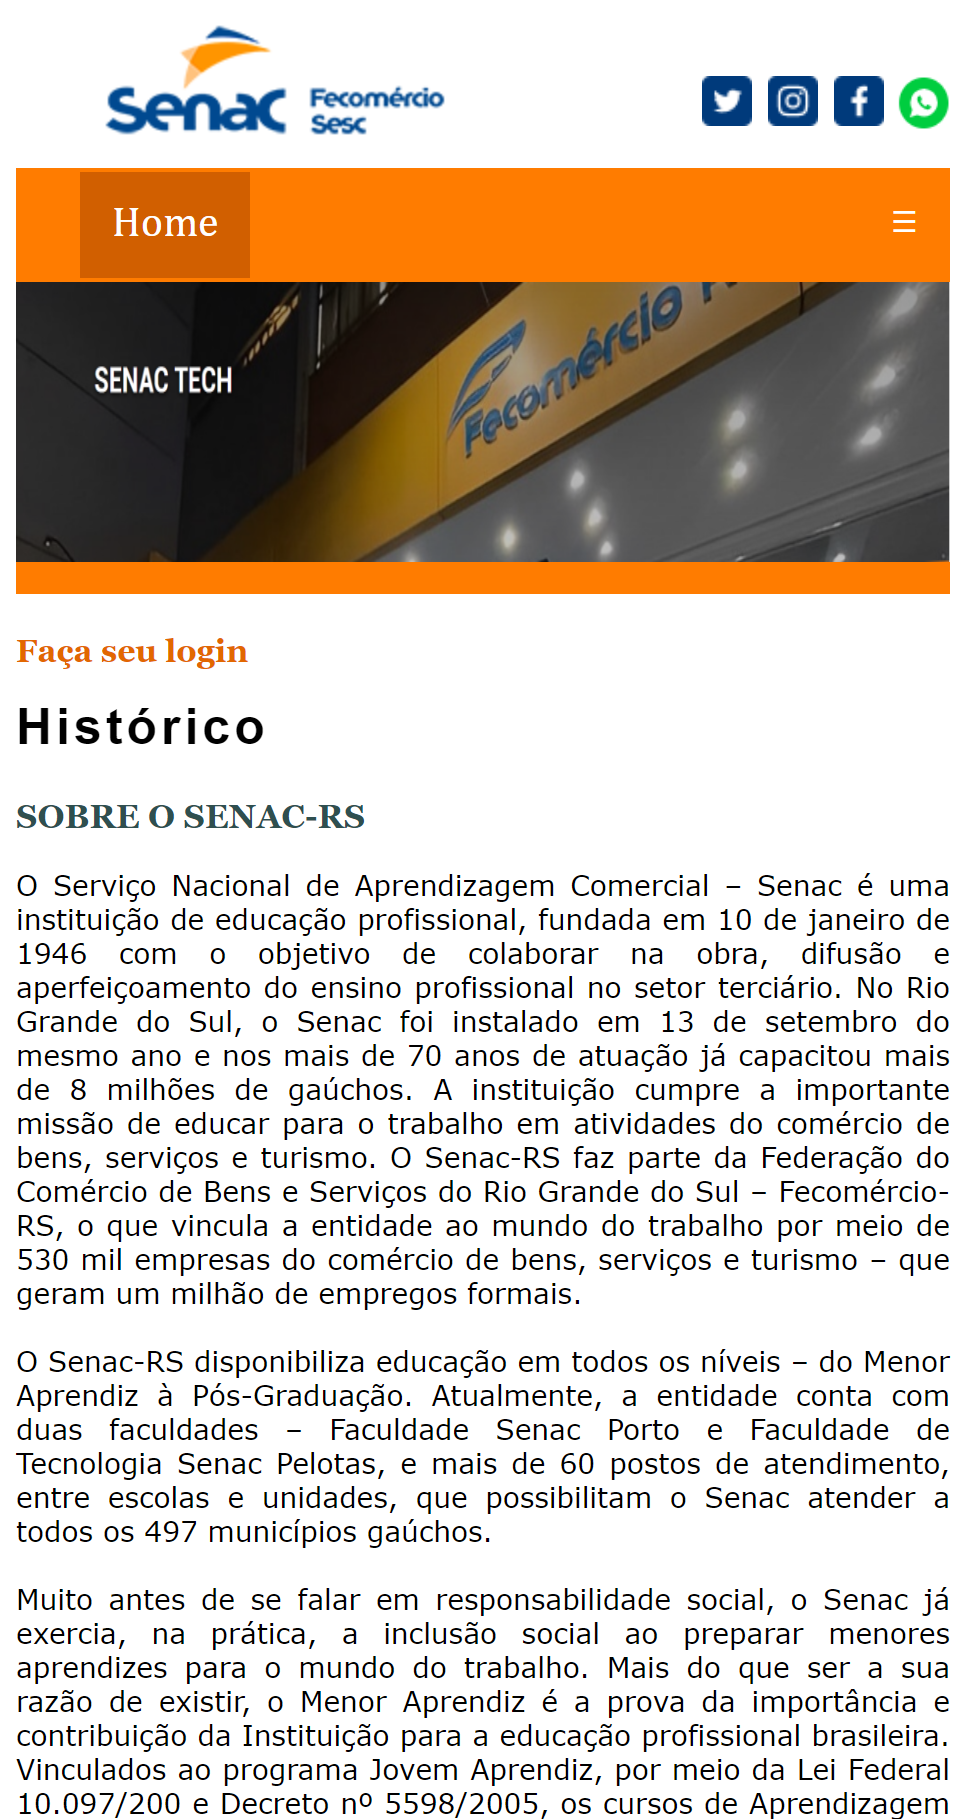 Senac
Fecomércio
Sesc
Home
SENAC TECH
Fecomércio
Faça seu login
Histórico
SOBRE O SENAC-RS
O Serviço Nacional de Aprendizagem Comercial – Senac é uma
instituição de educação profissional, fundada em 10 de janeiro de
1946 com o objetivo de colaborar na obra, difusão e
aperfeiçoamento do ensino profissional no setor terciário. No Rio
Grande do Sul, o Senac foi instalado em 13 de setembro do
mesmo ano e nos mais de 70 anos de atuação já capacitou mais
de 8 milhões de gaúchos. A instituição cumpre a importante
missão de educar para o trabalho em atividades do comércio de
bens, serviços e turismo. O Senac-RS faz parte da Federação do
Comércio de Bens e Serviços do Rio Grande do Sul – Fecomércio-
RS, o que vincula a entidade ao mundo do trabalho por meio de
530 mil empresas do comércio de bens, serviços e turismo – que
geram um milhão de empregos formais.
O Senac-RS disponibiliza educação em todos os níveis – do Menor
Aprendiz à Pós-Graduação. Atualmente, a entidade conta com
duas faculdades – Faculdade Senac Porto e Faculdade de
Tecnologia Senac Pelotas, e mais de 60 postos de atendimento,
entre escolas e unidades, que possibilitam o Senac atender a
todos os 497 municípios gaúchos.
Muito antes de se falar em responsabilidade social, o Senac já
exercia, na prática, a inclusão social ao preparar menores
aprendizes para o mundo do trabalho. Mais do que ser a sua
razão de existir, o Menor Aprendiz é a prova da importância e
contribuição da Instituição para a educação profissional brasileira.
Vinculados ao programa Jovem Aprendiz, por meio da Lei Federal
10.097/200 e Decreto nº 5598/2005, os cursos de Aprendizagem